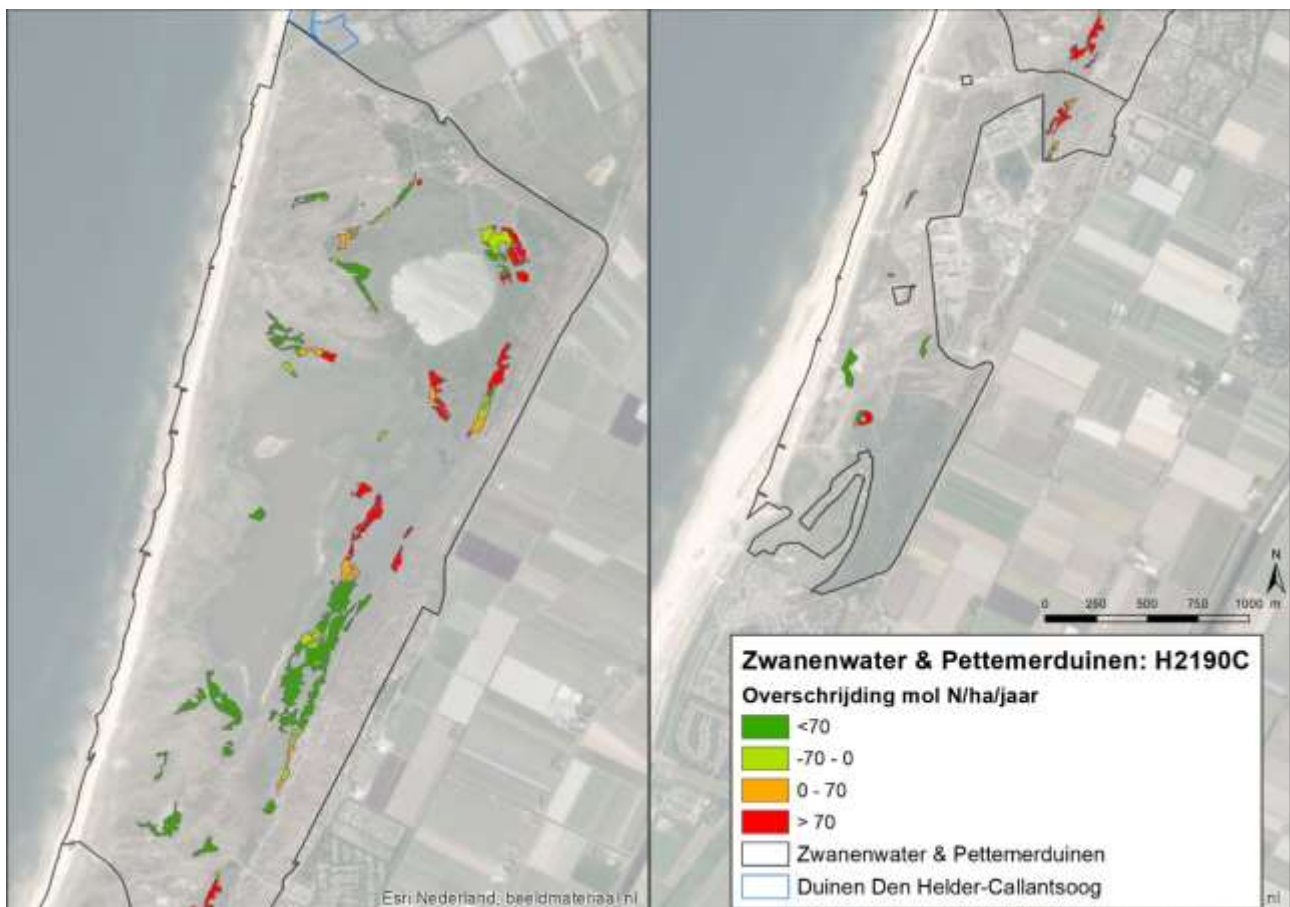 N
0 250 500 750 1000 m
Zwanenwater & Pettemerduinen: H2190C
Overschrijding mol N/ha/jaar
<70
-70 - 0
0 - 70
> 70
Zwanenwater & Pettemerduinen
Duinen Den Helder-Callantsoog
Esri Nederland, beeldmateriaal.nl
nl